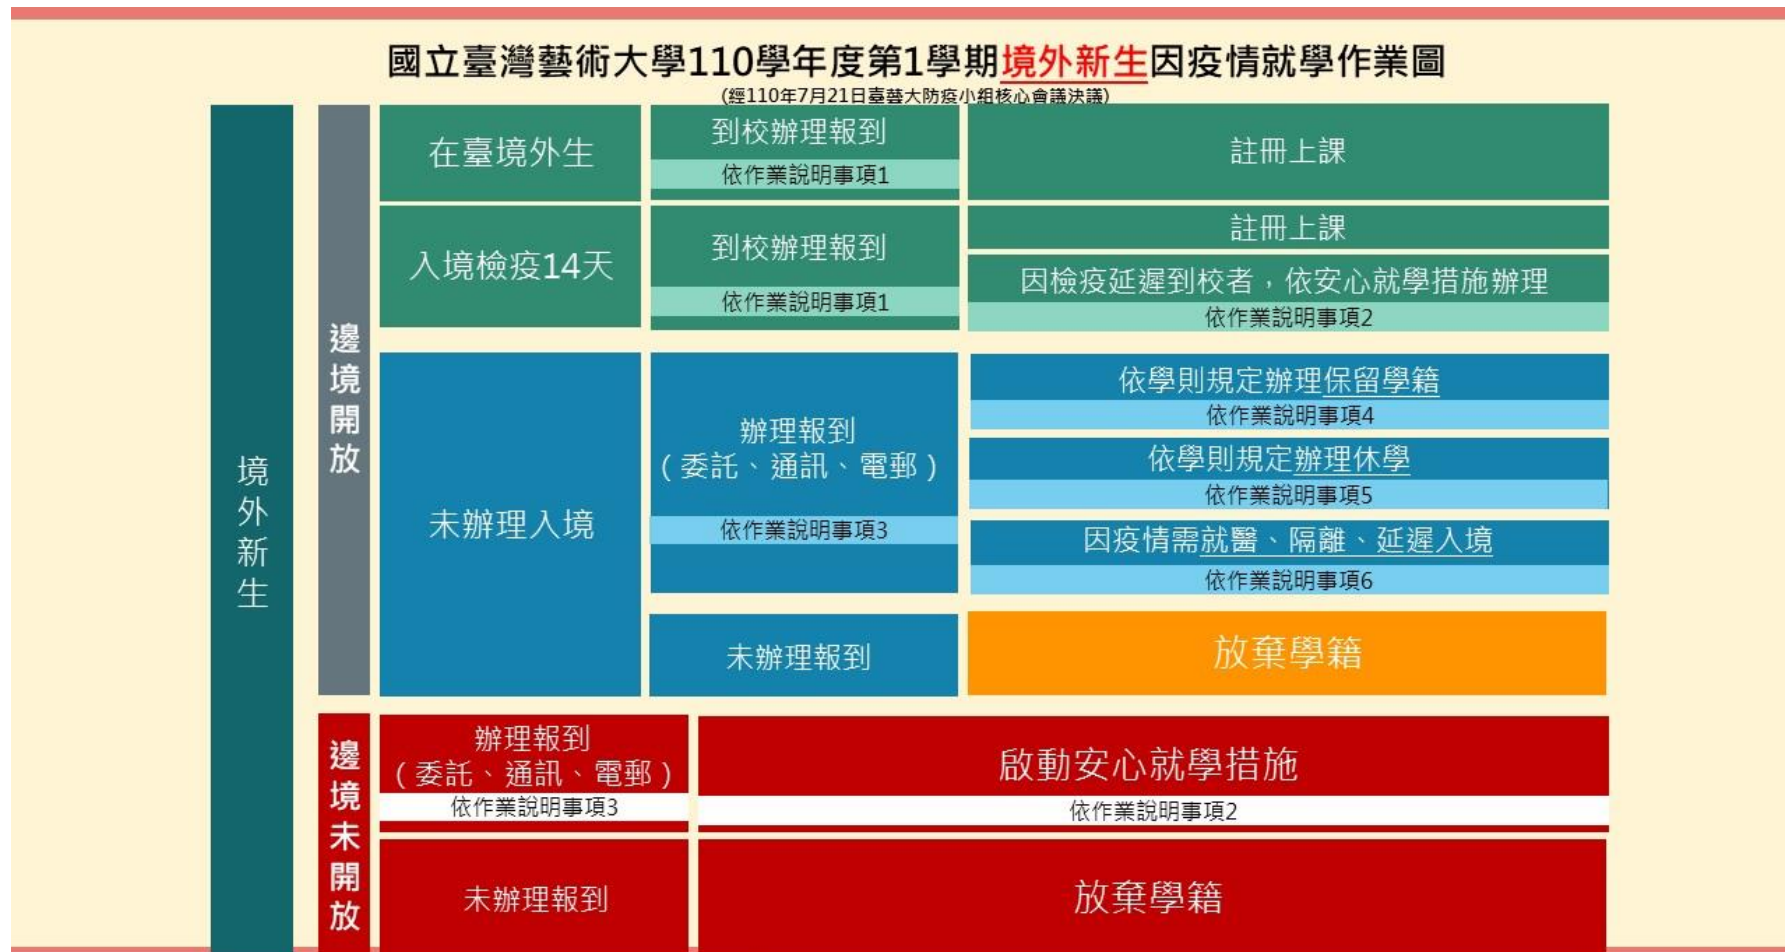 國立臺灣藝術大學110學年度第1學期境外新生因疫情就學作業圖
(經110年7月21日臺藝大防疫小組核心會議決議)
境外新生
邊境開放
在臺境外生
到校辦理報到
依作業說明事項1
註冊上課
入境檢疫14天
到校辦理報到
依作業說明事項1
註冊上課
因檢疫延遲到校者，依安心就學措施辦理
依作業說明事項2
未辦理入境
辦理報到
（委託、通訊、電郵）
依作業說明事項3
依學則規定辦理保留學籍
依作業說明事項4
依學則規定辦理休學
依作業說明事項5
因疫情需就醫、隔離、延遲入境
依作業說明事項6
未辦理報到
放棄學籍
邊境未開放
辦理報到
（委託、通訊、電郵）
依作業說明事項3
啟動安心就學措施
依作業說明事項2
未辦理報到
放棄學籍